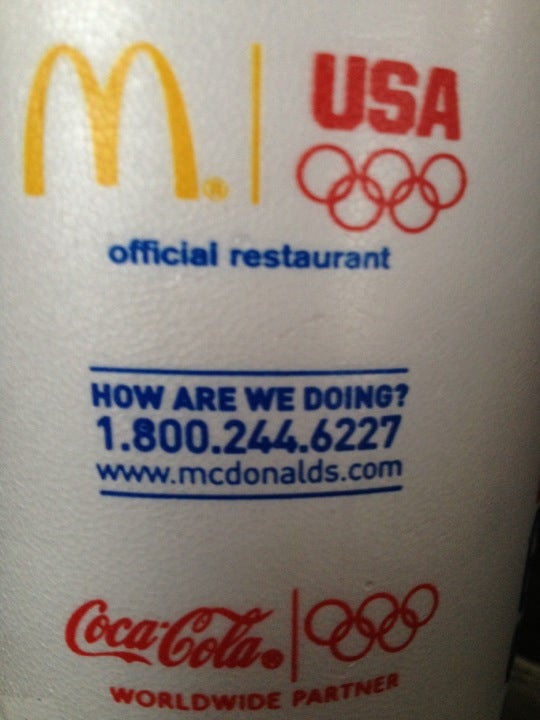 M®
USA
official restaurant
HOW ARE WE DOING?
1.800.244.6227
www.mcdonalds.com
Coca-Cola®
WORLDWIDE PARTNER